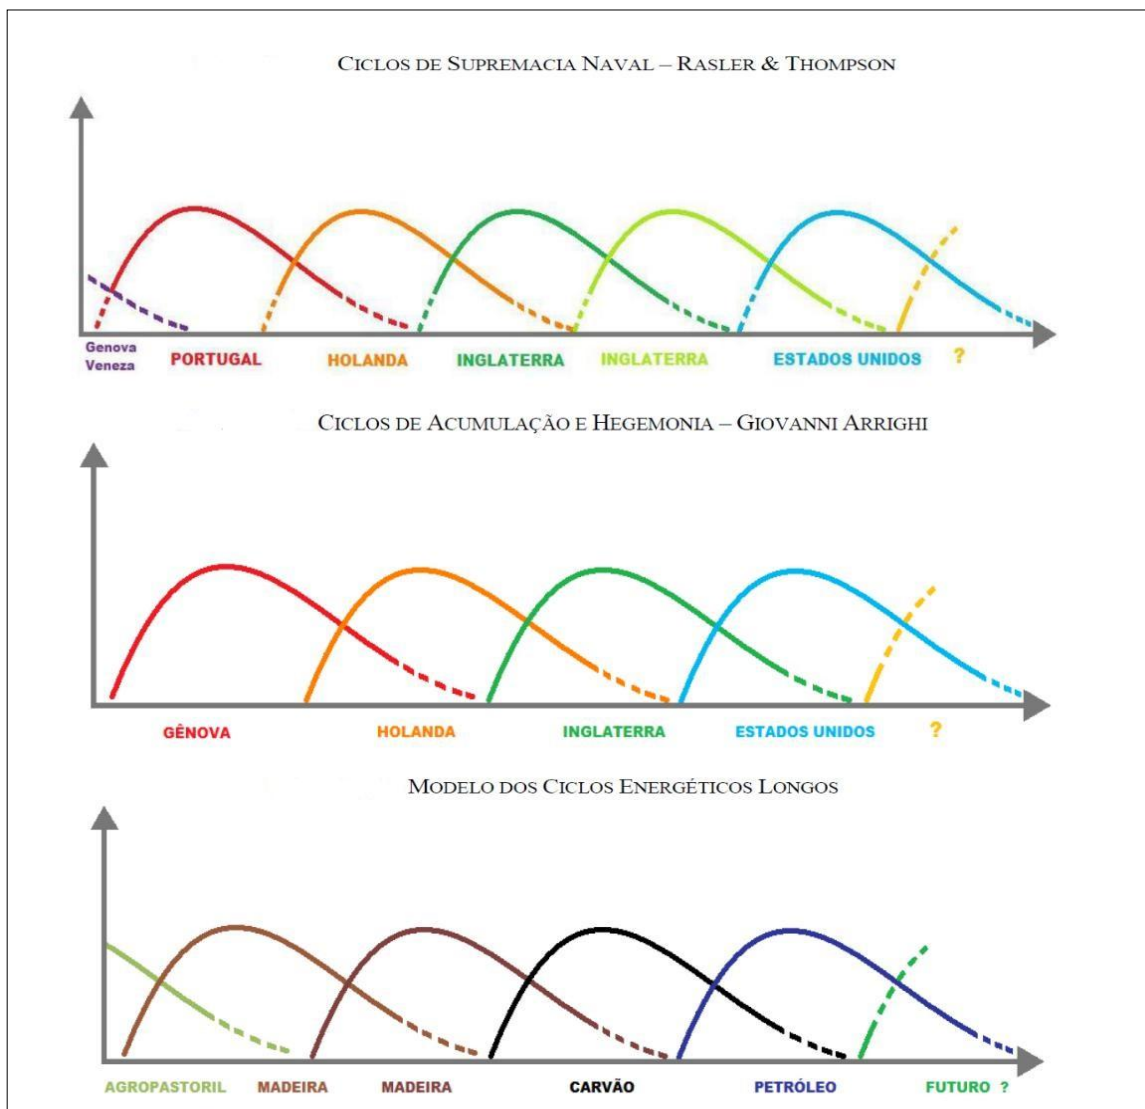 CICLOS DE SUPREMACIA NAVAL – RASLER & THOMPSON
Genova
Veneza
PORTUGAL
HOLANDA
INGLATERRA
INGLATERRA
ESTADOS UNIDOS
?
CICLOS DE ACUMULAÇÃO E HEGEMONIA – GIOVANNI ARRIGHI
GÊNOVA
HOLANDA
INGLATERRA
ESTADOS UNIDOS
?
MODELO DOS CICLOS ENERGÉTICOS LONGOS
AGROPASTORIL
MADEIRA
MADEIRA
CARVÃO
PETRÓLEO
FUTURO ?